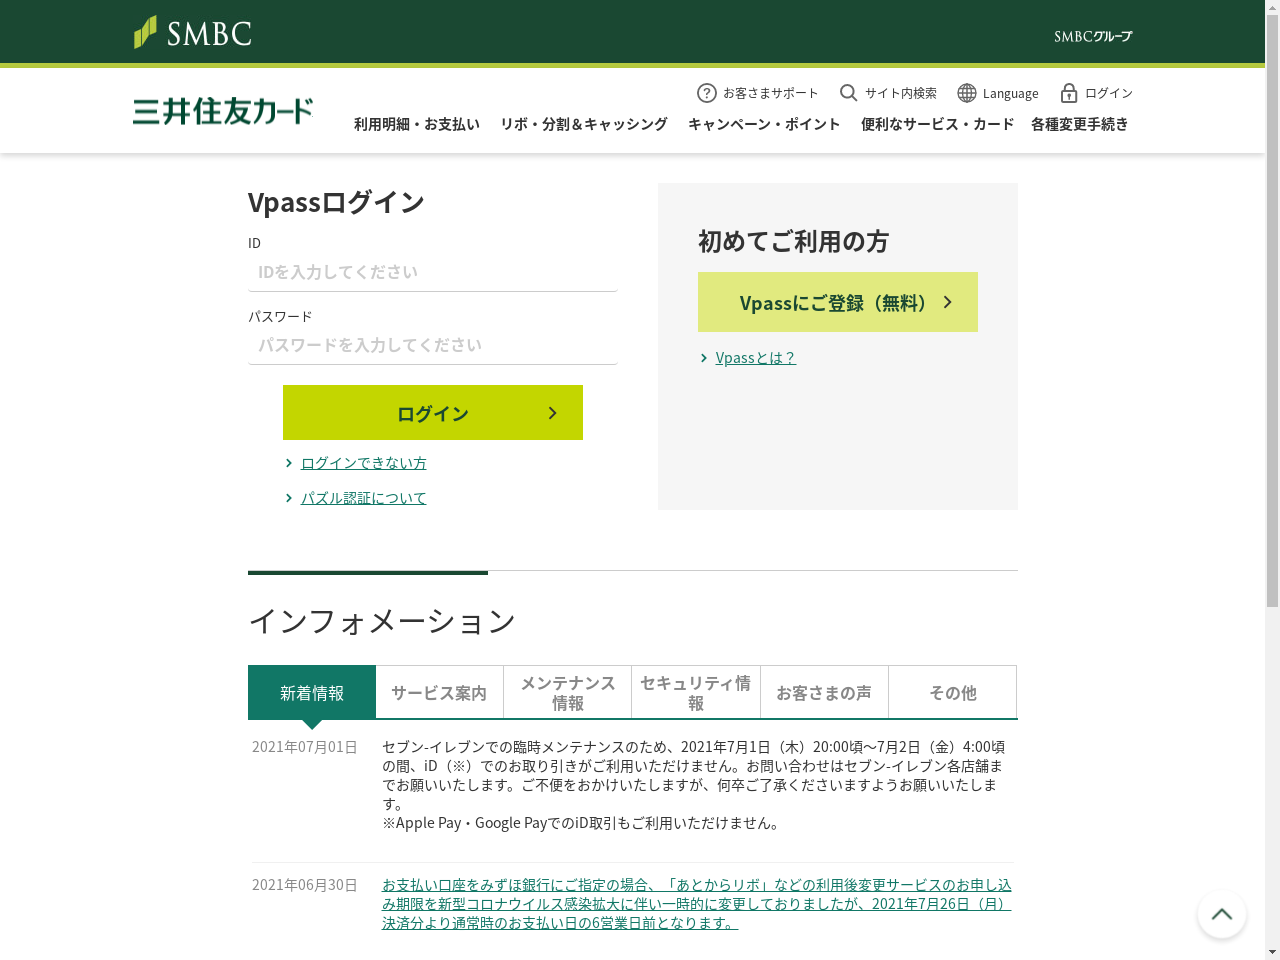 SMBC
SMBCグループ
三井住友カード
お客さまサポート
サイト内検索
Language
ログイン
利用明細・お支払い
リボ・分割＆キャッシング
キャンペーン・ポイント
便利なサービス・カード
各種変更手続き
Vpassログイン
ID
IDを入力してください
パスワード
パスワードを入力してください
ログイン
ログインできない方
パズル認証について
初めてご利用の方
Vpassにご登録（無料）
Vpassとは？
インフォメーション
新着情報
サービス案内
メンテナンス
情報
セキュリティ情
報
お客さまの声
その他
2021年07月01日
セブン-イレブンでの臨時メンテナンスのため、2021年7月1日（木）20:00頃～7月2日（金）4:00頃
の間、iD（※）でのお取り引きがご利用いただけません。お問い合わせはセブン-イレブン各店舗ま
でお願いいたします。ご不便をおかけいたしますが、何卒ご了承くださいますようお願いいたしま
す。
※Apple Pay・Google PayでのiD取引もご利用いただけません。
2021年06月30日
お支払い口座をみずほ銀行にご指定の場合、「あとからリボ」などの利用後変更サービスのお申し込
み期限を新型コロナウイルス感染拡大に伴い一時的に変更しておりましたが、2021年7月26日（月）
決済分より通常時のお支払い日の6営業日前となります。